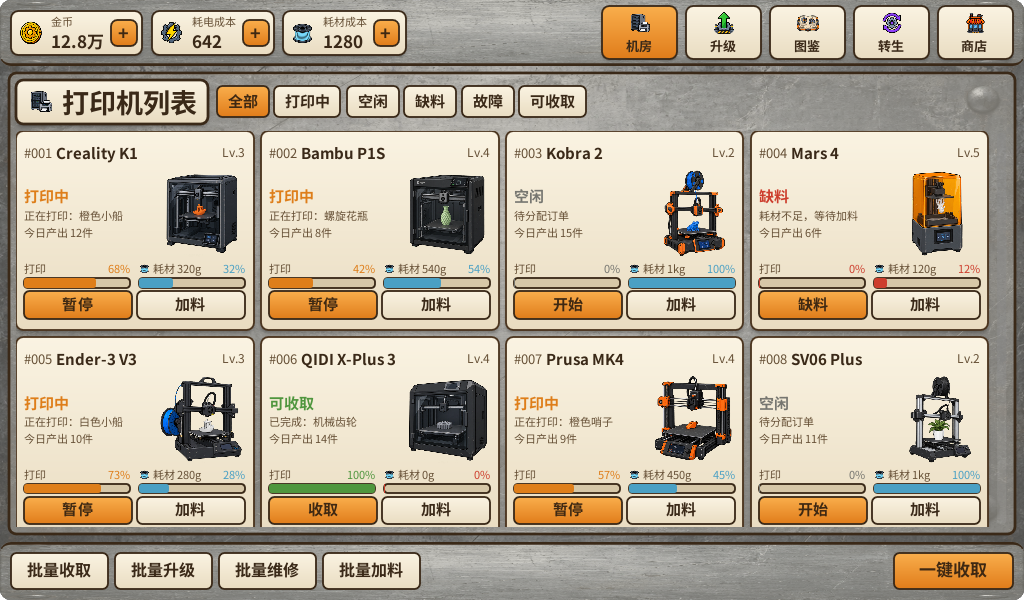 金币
12.8万
+
耗电成本
642
+
耗材成本
1280
+
机房
升级
图鉴
转生
商店
打印机列表
全部
打印中
空闲
缺料
故障
可收取
#001 Creality K1 Lv.3
打印中
正在打印：橙色小船
今日产出 12件
打印 68% 耗材 320g 32%
暂停 加料
#002 Bambu P1S Lv.4
打印中
正在打印：螺旋花瓶
今日产出 8件
打印 42% 耗材 540g 54%
暂停 加料
#003 Kobra 2 Lv.2
空闲
待分配订单
今日产出 15件
打印 0% 耗材 1kg 100%
开始 加料
#004 Mars 4 Lv.5
缺料
耗材不足，等待加料
今日产出 6件
打印 0% 耗材 120g 12%
缺料 加料
#005 Ender-3 V3 Lv.3
打印中
正在打印：白色小船
今日产出 10件
打印 73% 耗材 280g 28%
暂停 加料
#006 QIDI X-Plus 3 Lv.4
可收取
已完成：机械齿轮
今日产出 14件
打印 100% 耗材 0g 0%
收取 加料
#007 Prusa MK4 Lv.4
打印中
正在打印：橙色哨子
今日产出 9件
打印 57% 耗材 450g 45%
暂停 加料
#008 SV06 Plus Lv.2
空闲
待分配订单
今日产出 11件
打印 0% 耗材 1kg 100%
开始 加料
批量收取
批量升级
批量维修
批量加料
一键收取